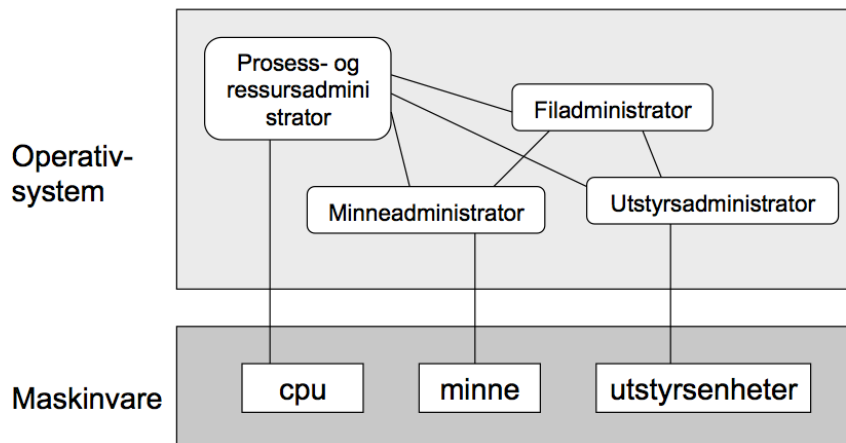 Prosess- og
ressursadmini
strator
Filadministrator
Operativ-
system
Minneadministrator
Utstyrsadministrator
Maskinvare
cpu
minne
utstyrsenheter